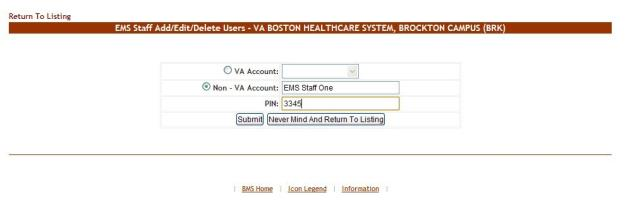 Return To Listing
EMS Staff Add/Edit/Delete Users - VA BOSTON HEALTHCARE SYSTEM, BROCKTON CAMPUS (BRK)
VA Account:
Non - VA Account: EMS Staff One
PIN: 3345
Submit Never Mind And Return To Listing
| BMS Home | Icon Legend | Information |